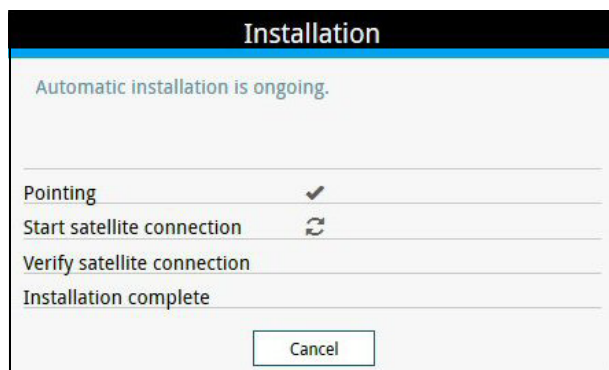 Installation
Automatic installation is ongoing.
Pointing
Start satellite connection
Verify satellite connection
Installation complete
Cancel